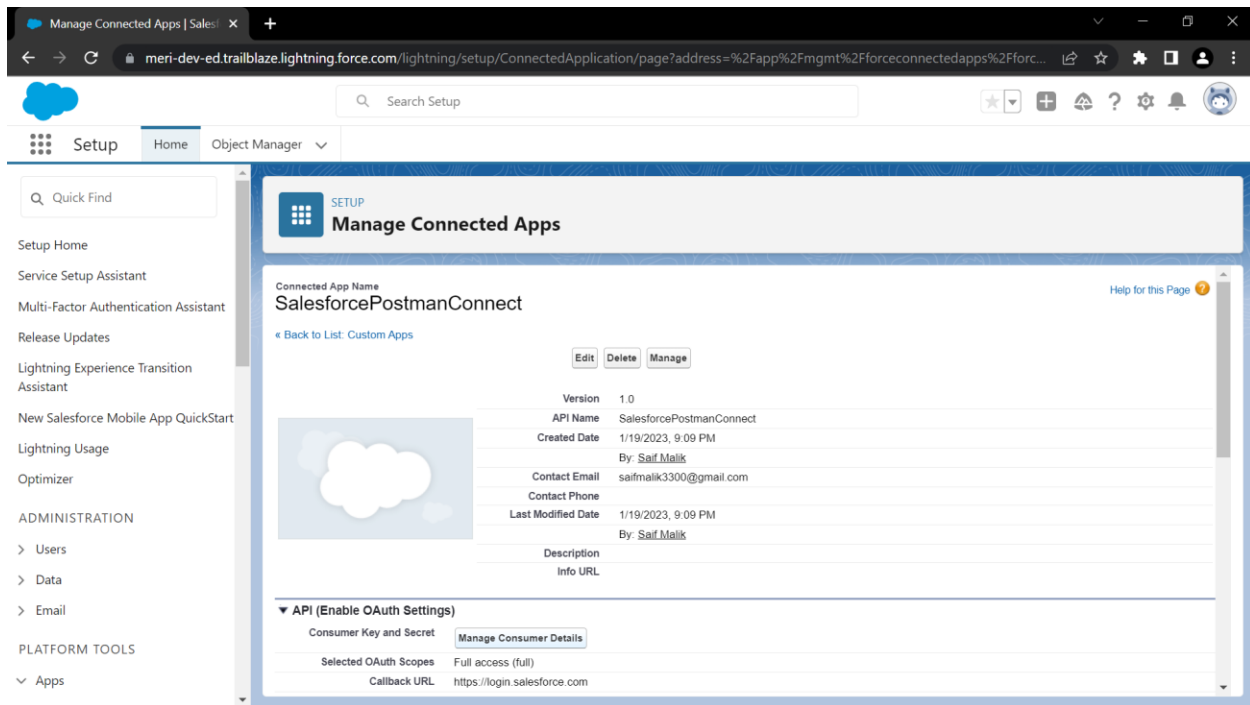 Manage Connected Apps | Sales
meri-dev-ed.trailblaze.lightning.force.com/lightning/setup/ConnectedApplication/page?address=%2Fapp%2Fmgmt%2Fforceconnectedapps%2Fforc...
Search Setup
Setup Home Object Manager
Quick Find
Setup Home
Service Setup Assistant
Multi-Factor Authentication Assistant
Release Updates
Lightning Experience Transition
Assistant
New Salesforce Mobile App QuickStart
Lightning Usage
Optimizer
ADMINISTRATION
Users
Data
Email
PLATFORM TOOLS
Apps
SETUP
Manage Connected Apps
Connected App Name
SalesforcePostmanConnect
Help for this Page
« Back to List: Custom Apps
Edit Delete Manage
Version 1.0
API Name SalesforcePostmanConnect
Created Date 1/19/2023, 9:09 PM
By: Saif Malik
Contact Email saifmalik3300@gmail.com
Contact Phone
Last Modified Date 1/19/2023, 9:09 PM
By: Saif Malik
Description
Info URL
API (Enable OAuth Settings)
Consumer Key and Secret Manage Consumer Details
Selected OAuth Scopes Full access (full)
Callback URL https://login.salesforce.com